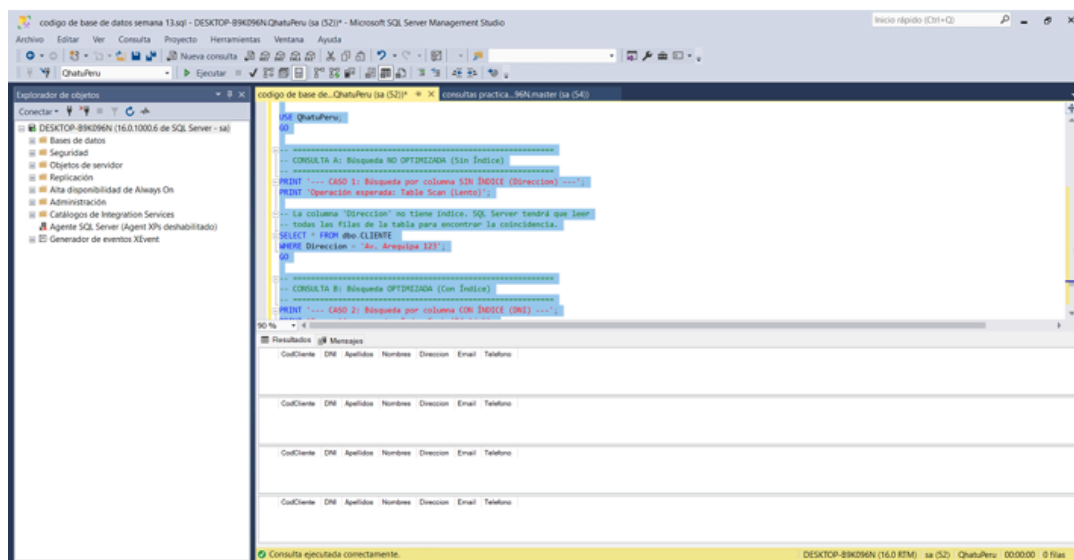 codigo de base de datos semana 13.sql - DESKTOP-B9K096N.QhatuPeru (sa (52))* - Microsoft SQL Server Management Studio
Inicio rápido (Ctrl+Q)
Archivo Editar Ver Consulta Proyecto Herramientas Ventana Ayuda
Nueva consulta
QhatuPeru Ejecutar
Explorador de objetos
codigo de base de...QhatuPeru (sa (52))* consultas practica...96N.master (sa (54))
Conectar
DESKTOP-B9K096N (16.0.1000.6 de SQL Server - sa)
Bases de datos
Seguridad
Objetos de servidor
Replicación
Alta disponibilidad de Always On
Administración
Catálogos de Integration Services
Agente SQL Server (Agent XPs deshabilitado)
Generador de eventos XEvent
USE QhatuPeru;
GO
-- ============================================================
-- CONSULTA A: Búsqueda NO OPTIMIZADA (Sin Índice)
-- ============================================================
PRINT '--- CASO 1: Búsqueda por columna SIN ÍNDICE (Direccion) ---';
PRINT 'Operación esperada: Table Scan (Lento)';
-- La columna 'Direccion' no tiene índice. SQL Server tendrá que leer
-- todas las filas de la tabla para encontrar la coincidencia.
SELECT * FROM dbo.CLIENTE
WHERE Direccion = 'Av. Arequipa 123';
GO
-- ============================================================
-- CONSULTA B: Búsqueda OPTIMIZADA (Con Índice)
-- ============================================================
PRINT '--- CASO 2: Búsqueda por columna CON ÍNDICE (DNI) ---';
90 %
Resultados Mensajes
CodCliente DNI Apellidos Nombres Direccion Email Telefono
CodCliente DNI Apellidos Nombres Direccion Email Telefono
CodCliente DNI Apellidos Nombres Direccion Email Telefono
CodCliente DNI Apellidos Nombres Direccion Email Telefono
Consulta ejecutada correctamente.
DESKTOP-B9K096N (16.0 RTM) sa (52) QhatuPeru 00:00:00 0 filas